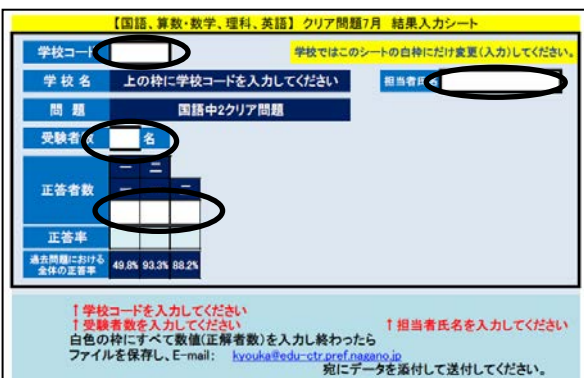 【国語、算数・数学、理科、英語】 クリア問題7月 結果入力シート
学校コード
学校ではこのシートの白枠にだけ変更(入力)してください。
学校名 上の枠に学校コードを入力してください 担当者氏名
問題 国語中2クリア問題
受験者数 名
一 二
正答者数 一 二
正答率
過去問題における
全体の正答率 49.8% 93.3% 88.2%
↑学校コードを入力してください
↑受験者数を入力してください ↑担当者氏名を入力してください
白色の枠にすべて数値(正解者数)を入力し終わったら
ファイルを保存し、E-mail: kyouka@edu-ctr.pref.nagano.jp
宛にデータを添付して送付してください。